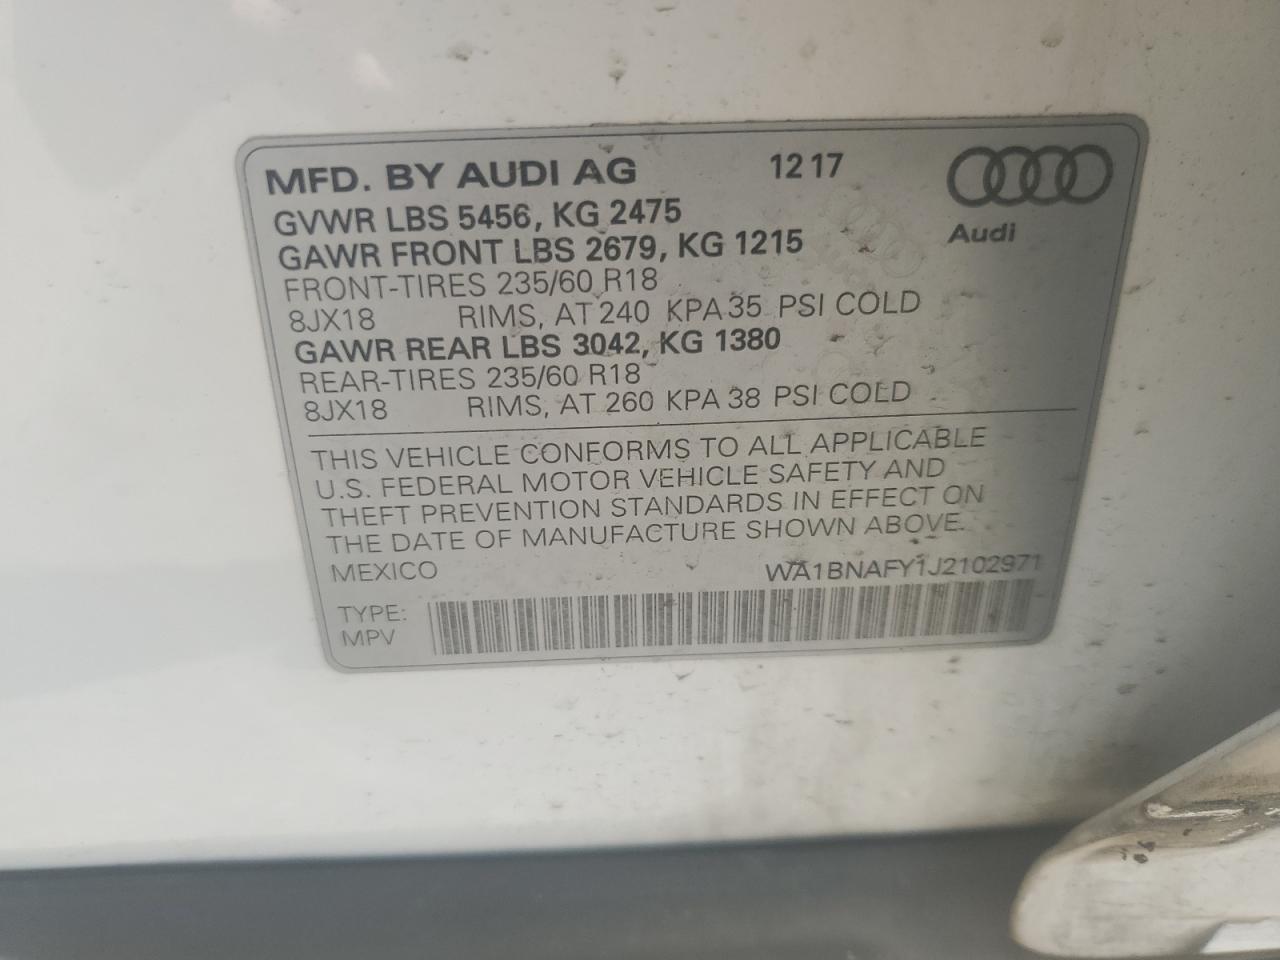 MFD. BY AUDI AG 12 17
Audi
GVWR LBS 5456, KG 2475
GAWR FRONT LBS 2679, KG 1215
FRONT-TIRES 235/60 R18
8JX18 RIMS, AT 240 KPA 35 PSI COLD
GAWR REAR LBS 3042, KG 1380
REAR-TIRES 235/60 R18
8JX18 RIMS, AT 260 KPA 38 PSI COLD
THIS VEHICLE CONFORMS TO ALL APPLICABLE
U.S. FEDERAL MOTOR VEHICLE SAFETY AND
THEFT PREVENTION STANDARDS IN EFFECT ON
THE DATE OF MANUFACTURE SHOWN ABOVE.
MEXICO WA1BNAFY1J2102971
TYPE:
MPV